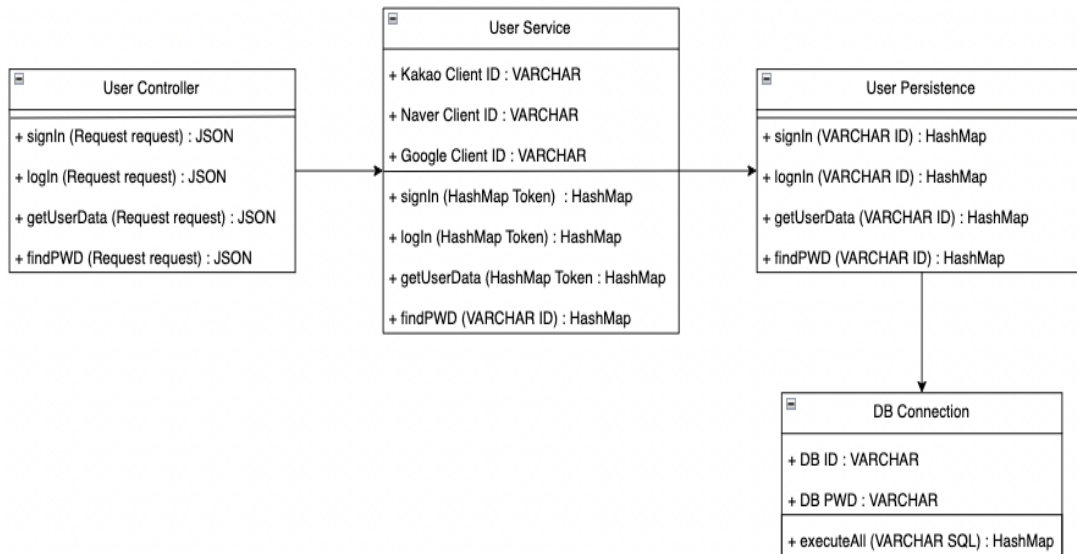 User Controller
+ signIn (Request request) : JSON
+ logIn (Request request) : JSON
+ getUserData (Request request) : JSON
+ findPWD (Request request) : JSON
User Service
+ Kakao Client ID : VARCHAR
+ Naver Client ID : VARCHAR
+ Google Client ID : VARCHAR
+ signIn (HashMap Token) : HashMap
+ logIn (HashMap Token) : HashMap
+ getUserData (HashMap Token : HashMap
+ findPWD (VARCHAR ID) : HashMap
User Persistence
+ signIn (VARCHAR ID) : HashMap
+ lognIn (VARCHAR ID) : HashMap
+ getUserData (VARCHAR ID) : HashMap
+ findPWD (VARCHAR ID) : HashMap
DB Connection
+ DB ID : VARCHAR
+ DB PWD : VARCHAR
+ executeAll (VARCHAR SQL) : HashMap